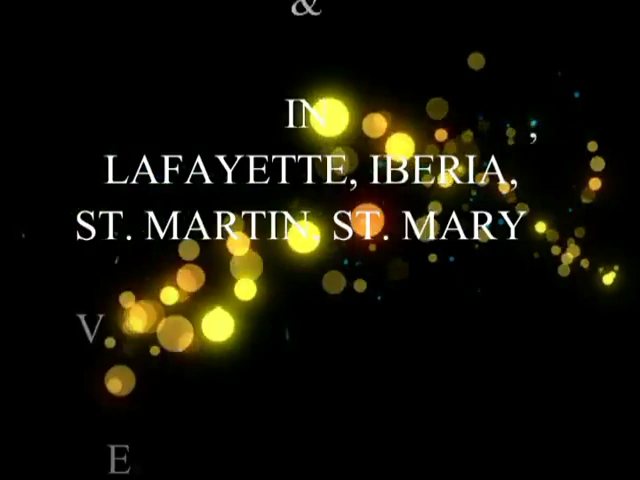 &
IN ,
LAFAYETTE, IBERIA,
ST. MARTIN, ST. MARY
V
E